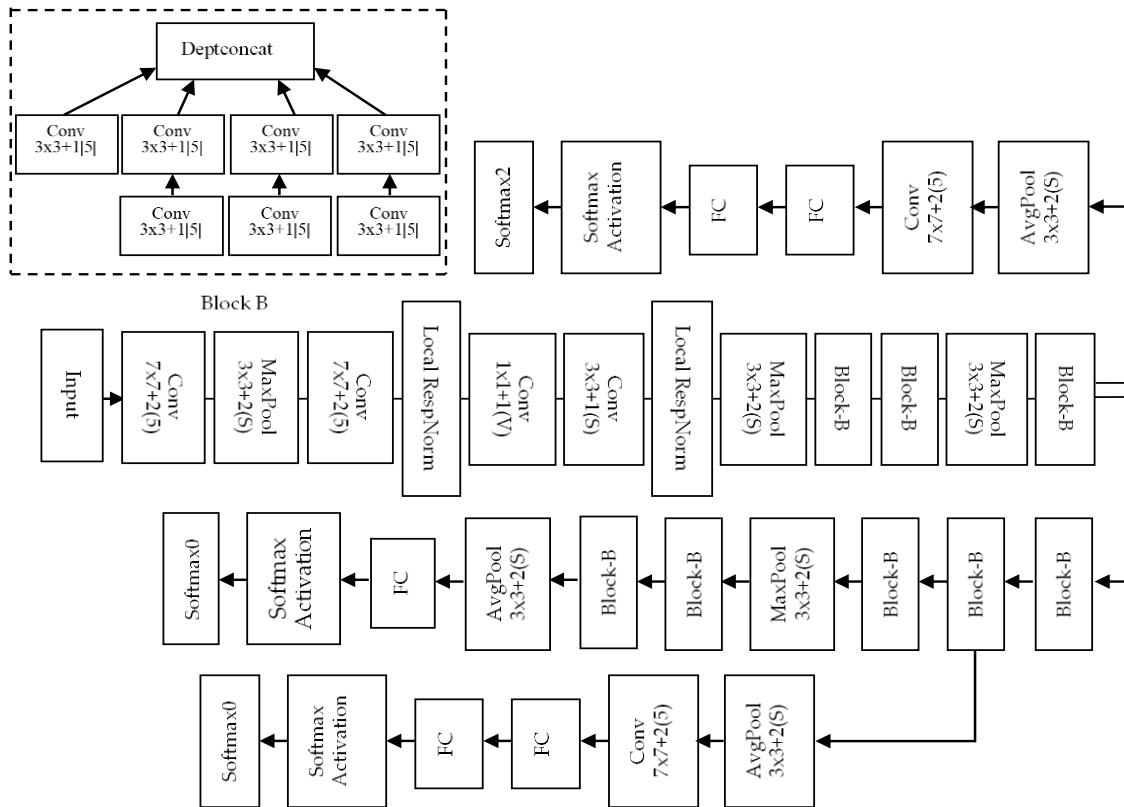 Deptconcat
Conv
3x3+1|5|
Conv
3x3+1|5|
Conv
3x3+1|5|
Conv
3x3+1|5|
Conv
3x3+1|5|
Conv
3x3+1|5|
Conv
3x3+1|5|
Block B
Softmax2
Softmax
Activation
FC
FC
Conv
7x7+2(5)
AvgPool
3x3+2(S)
Input
Conv
7x7+2(5)
MaxPool
3x3+2(S)
Conv
7x7+2(5)
Local RespNorm
Conv
1x1+1(V)
Conv
3x3+1(S)
Local RespNorm
MaxPool
3x3+2(S)
Block-B
Block-B
MaxPool
3x3+2(S)
Block-B
Softmax0
Softmax
Activation
FC
AvgPool
3x3+2(S)
Block-B
Block-B
MaxPool
3x3+2(S)
Block-B
Block-B
Block-B
Softmax0
Softmax
Activation
FC
FC
Conv
7x7+2(5)
AvgPool
3x3+2(S)